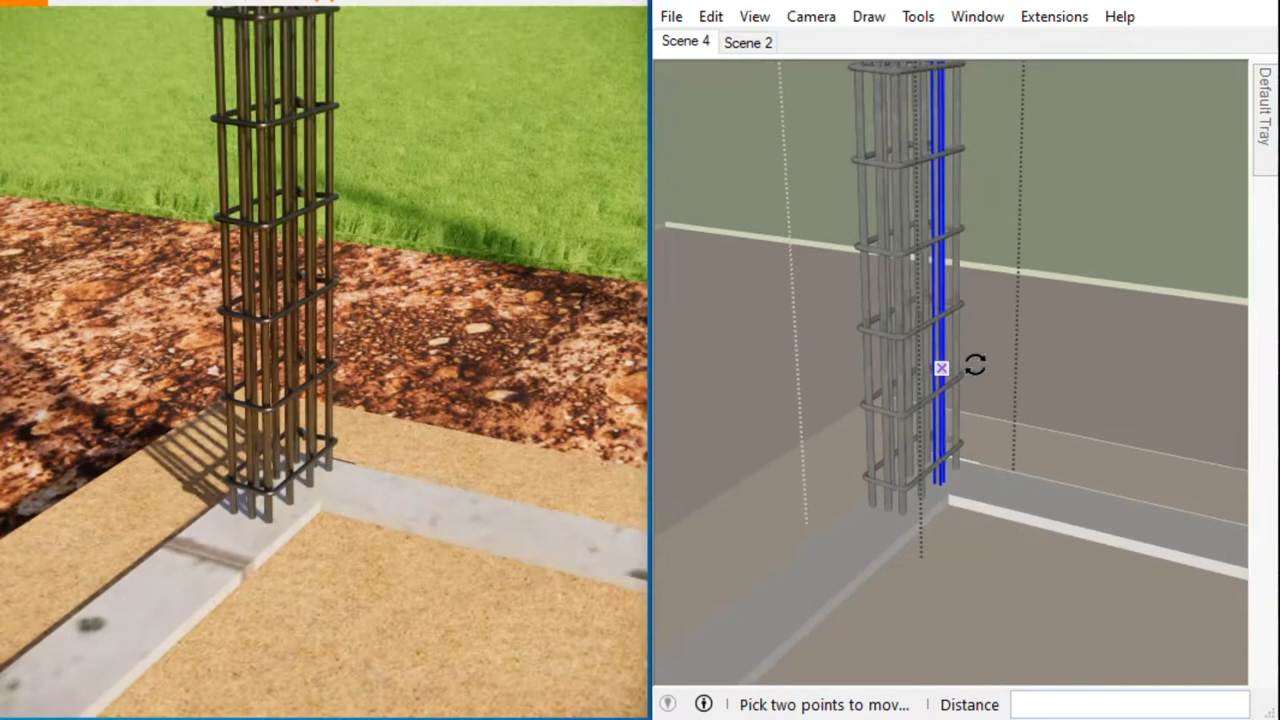 File Edit View Camera Draw Tools Window Extensions Help
Scene 4 Scene 2
Default Tray
Pick two points to mov... Distance